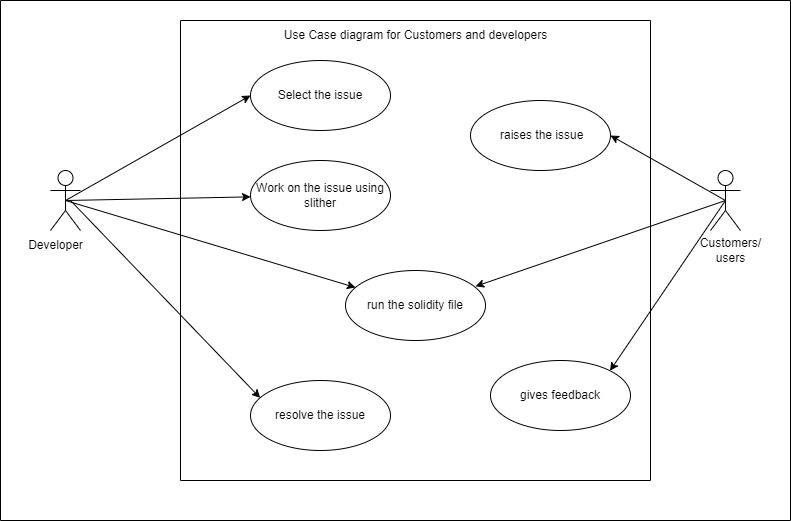 Use Case diagram for Customers and developers
Select the issue
raises the issue
Work on the issue using
slither
Developer
Customers/
users
run the solidity file
gives feedback
resolve the issue